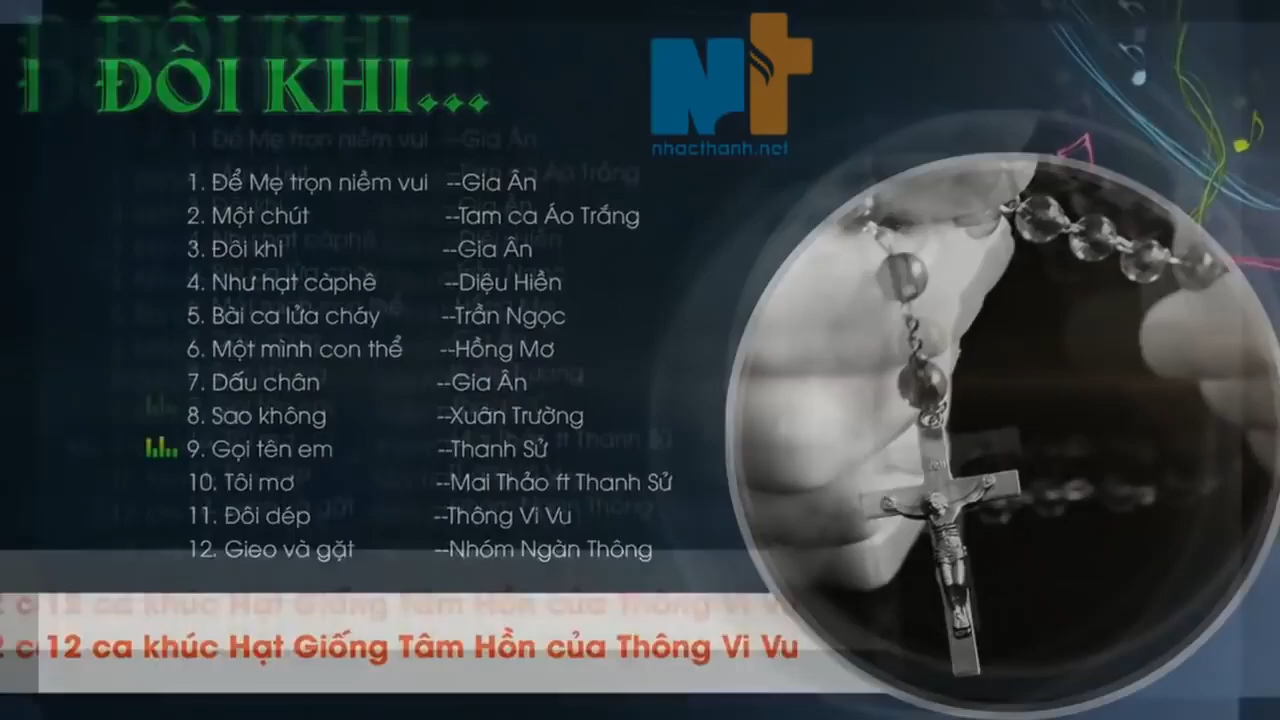 ĐÔI KHI...
nhacthanh.net
1. Để Mẹ trọn niềm vui --Gia Ân
2. Một chút --Tam ca Áo Trắng
3. Đôi khi --Gia Ân
4. Như hạt càphê --Diệu Hiền
5. Bài ca lửa cháy --Trần Ngọc
6. Một mình con thể --Hồng Mơ
7. Dấu chân --Gia Ân
8. Sao không --Xuân Trường
9. Gọi tên em --Thanh Sử
10. Tôi mơ --Mai Thảo ft Thanh Sử
11. Đôi dép --Thông Vi Vu
12. Gieo và gặt --Nhóm Ngàn Thông
12 ca khúc Hạt Giống Tâm Hồn của Thông Vi Vu